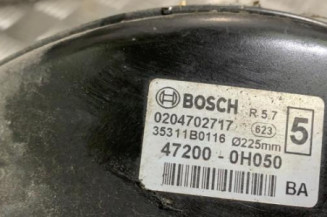 BOSCH R 5.7
0204702717 623 5
35311B0116 Ø225mm
47200 - 0H050
BA